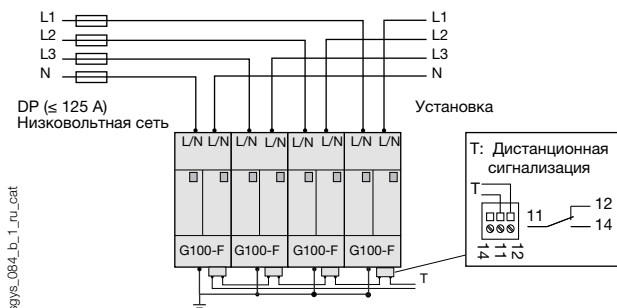 L1
L2
L3
N
L1
L2
L3
N
DP (≤ 125 A)
Низковольтная сеть
Установка
L/N L/N L/N L/N L/N L/N L/N L/N
G100-F G100-F G100-F G100-F
T
T: Дистанционная
сигнализация
T
14 11 12
11
12
14
sgys_084_b_1_ru_cat